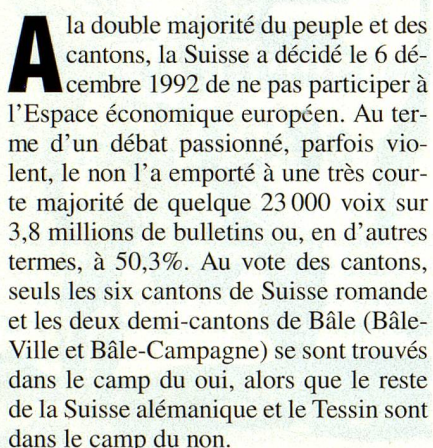 A la double majorité du peuple et des
cantons, la Suisse a décidé le 6 dé-
cembre 1992 de ne pas participer à
l'Espace économique européen. Au ter-
me d'un débat passionné, parfois vio-
lent, le non l'a emporté à une très cour-
te majorité de quelque 23 000 voix sur
3,8 millions de bulletins ou, en d'autres
termes, à 50,3%. Au vote des cantons,
seuls les six cantons de Suisse romande
et les deux demi-cantons de Bâle (Bâle-
Ville et Bâle-Campagne) se sont trouvés
dans le camp du oui, alors que le reste
de la Suisse alémanique et le Tessin sont
dans le camp du non.